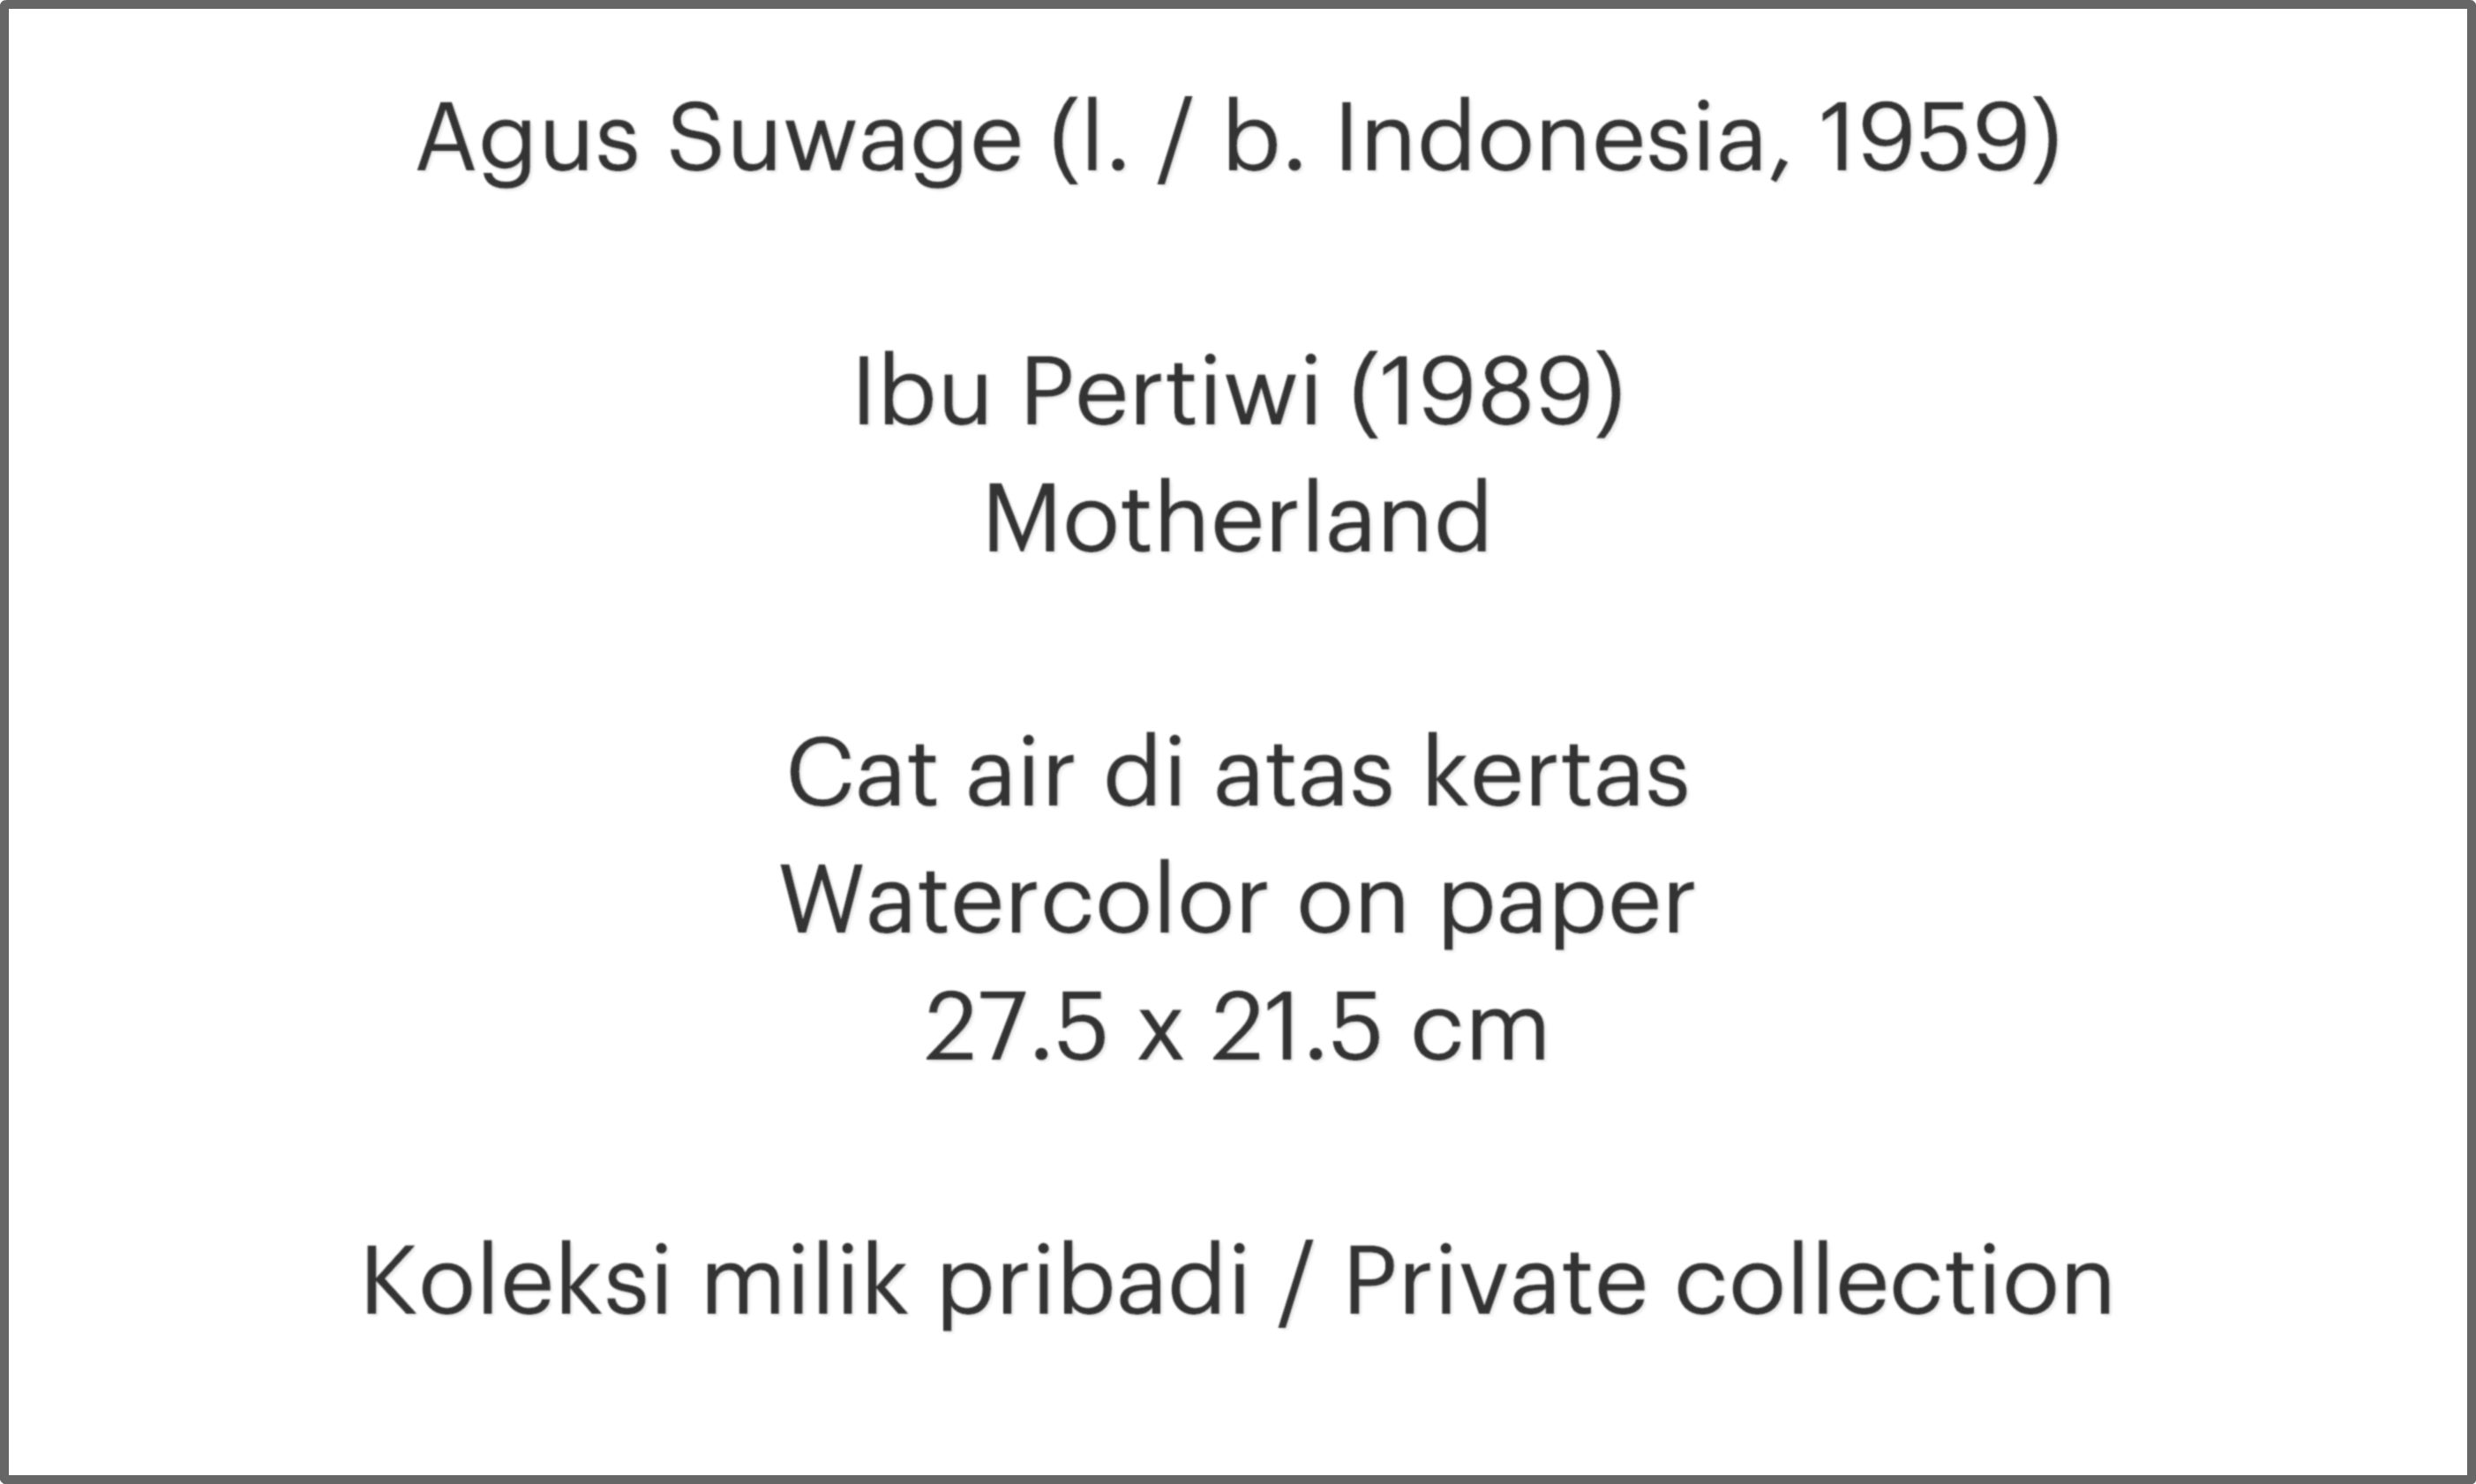 Agus Suwage (l. / b. Indonesia, 1959)
Ibu Pertiwi (1989)
Motherland
Cat air di atas kertas
Watercolor on paper
27.5 x 21.5 cm
Koleksi milik pribadi / Private collection